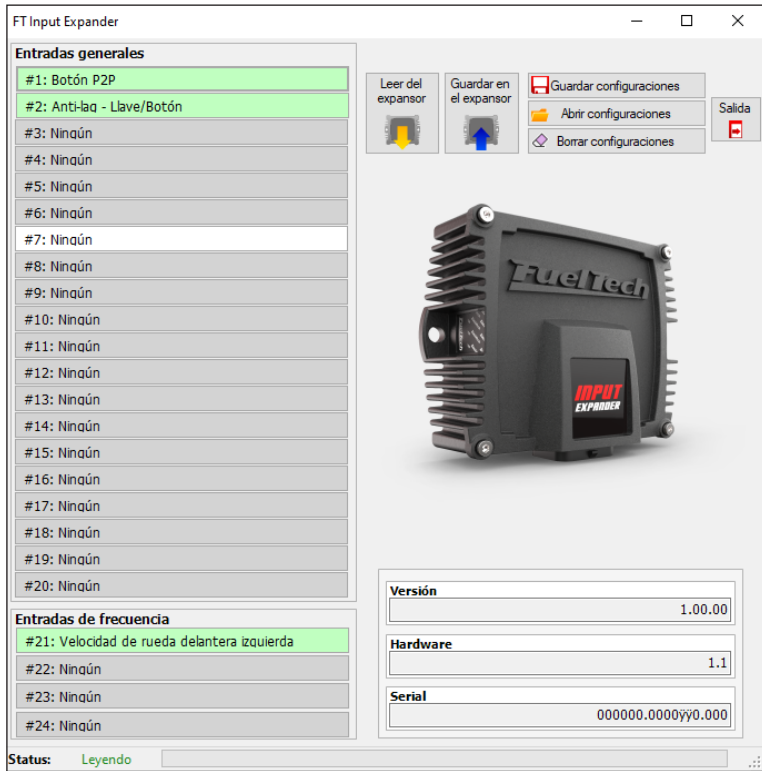 FT Input Expander
Entradas generales
#1: Botón P2P
#2: Anti-lag - Llave/Botón
#3: Ningún
#4: Ningún
#5: Ningún
#6: Ningún
#7: Ningún
#8: Ningún
#9: Ningún
#10: Ningún
#11: Ningún
#12: Ningún
#13: Ningún
#14: Ningún
#15: Ningún
#16: Ningún
#17: Ningún
#18: Ningún
#19: Ningún
#20: Ningún
Entradas de frecuencia
#21: Velocidad de rueda delantera izquierda
#22: Ningún
#23: Ningún
#24: Ningún
Leer del
expansor
Guardar en
el expansor
Guardar configuraciones
Abrir configuraciones
Borrar configuraciones
Salida
FuelTech
INPUT
EXPANDER
Versión
1.00.00
Hardware
1.1
Serial
000000.0000ÿÿ0.000
Status: Leyendo